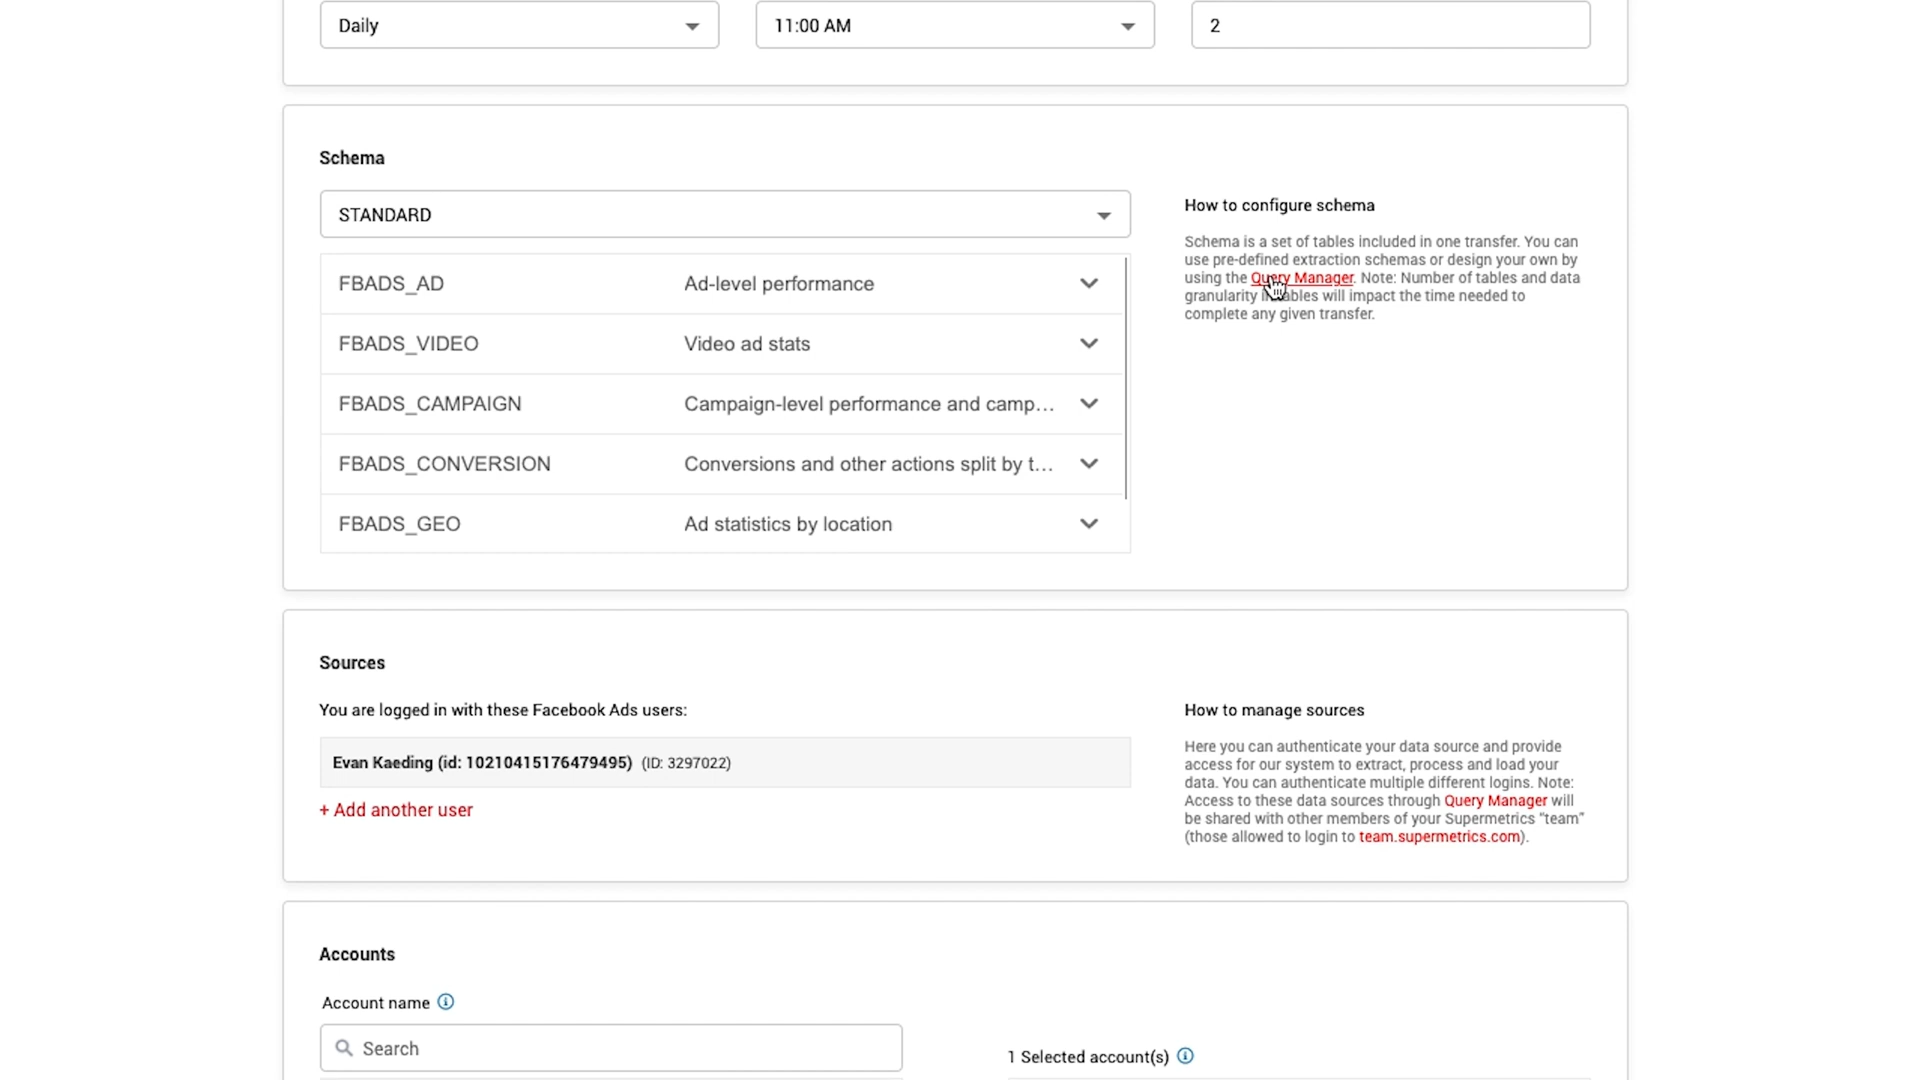 Daily
11:00 AM
2
Schema
STANDARD
FBADS_AD
Ad-level performance
FBADS_VIDEO
Video ad stats
FBADS_CAMPAIGN
Campaign-level performance and camp...
FBADS_CONVERSION
Conversions and other actions split by t...
FBADS_GEO
Ad statistics by location
How to configure schema
Schema is a set of tables included in one transfer. You can
use pre-defined extraction schemas or design your own by
using the Query Manager. Note: Number of tables and data
granularity in tables will impact the time needed to
complete any given transfer.
Sources
You are logged in with these Facebook Ads users:
Evan Kaeding (id: 10210415176479495) (ID: 3297022)
+ Add another user
How to manage sources
Here you can authenticate your data source and provide
access for our system to extract, process and load your
data. You can authenticate multiple different logins. Note:
Access to these data sources through Query Manager will
be shared with other members of your Supermetrics "team"
(those allowed to login to team.supermetrics.com).
Accounts
Account name
Search
1 Selected account(s)